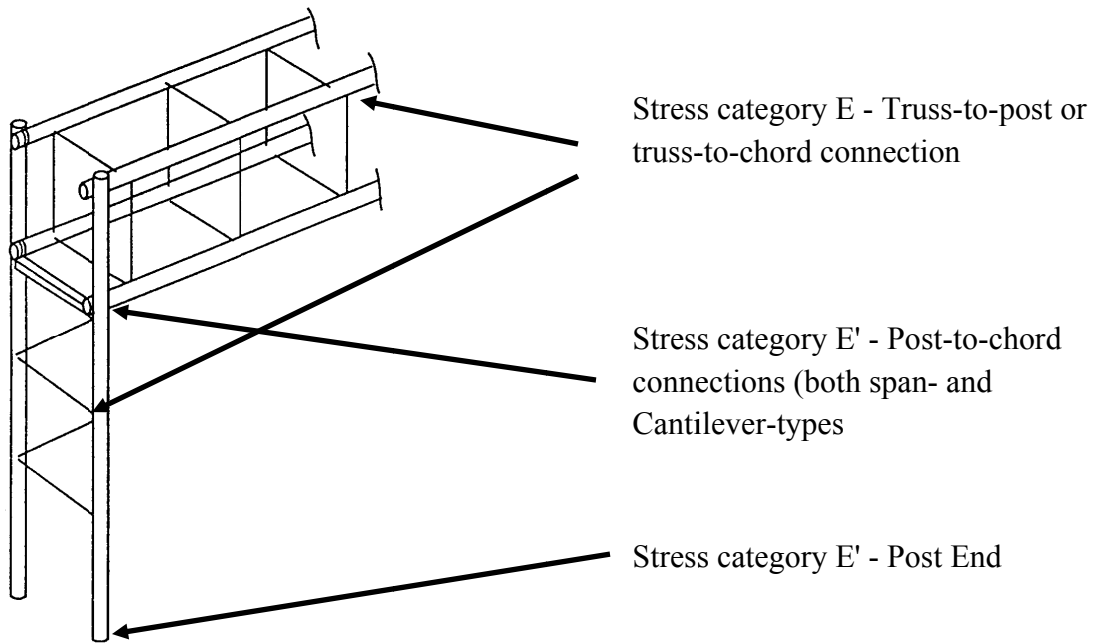 Stress category E - Truss-to-post or
truss-to-chord connection
Stress category E' - Post-to-chord
connections (both span- and
Cantilever-types
Stress category E' - Post End